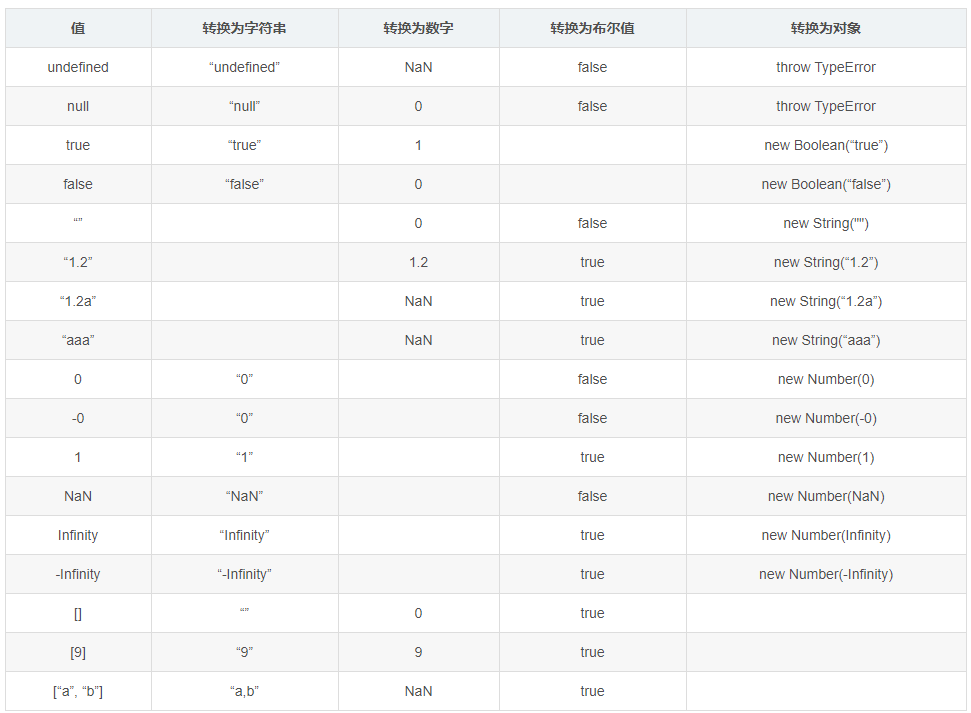 值 转换为字符串 转换为数字 转换为布尔值 转换为对象
undefined “undefined” NaN false throw TypeError
null “null” 0 false throw TypeError
true “true” 1 new Boolean(“true”)
false “false” 0 new Boolean(“false”)
“” 0 false new String("")
“1.2” 1.2 true new String(“1.2”)
“1.2a” NaN true new String(“1.2a”)
“aaa” NaN true new String(“aaa”)
0 “0” false new Number(0)
-0 “0” false new Number(-0)
1 “1” true new Number(1)
NaN “NaN” false new Number(NaN)
Infinity “Infinity” true new Number(Infinity)
-Infinity “-Infinity” true new Number(-Infinity)
[] “” 0 true
[9] “9” 9 true
[“a”, “b”] “a,b” NaN true